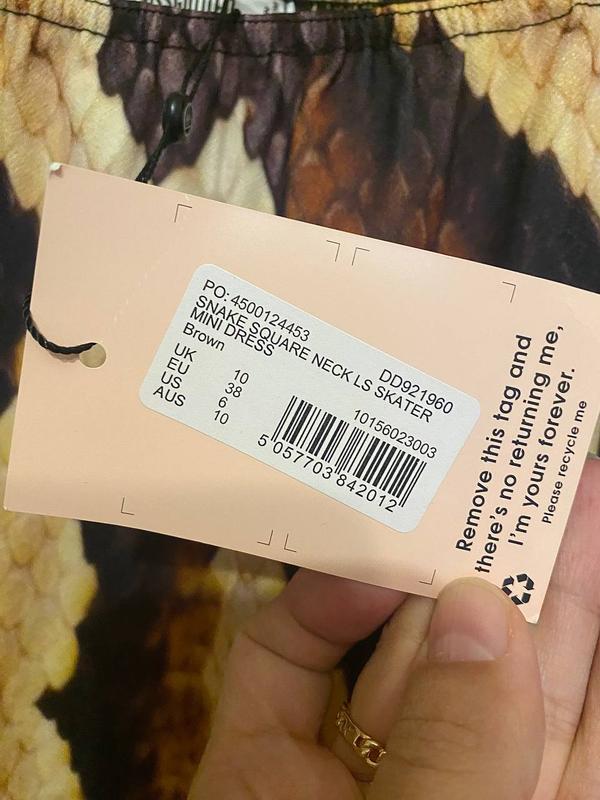 PO: 4500124453 DD921960
SNAKE SQUARE NECK LS SKATER
MINI DRESS
Brown
UK 10
EU 38
US 6
AUS 10
10156023003
5 057703 842012
Remove this tag and
there's no returning me,
I'm yours forever.
Please recycle me